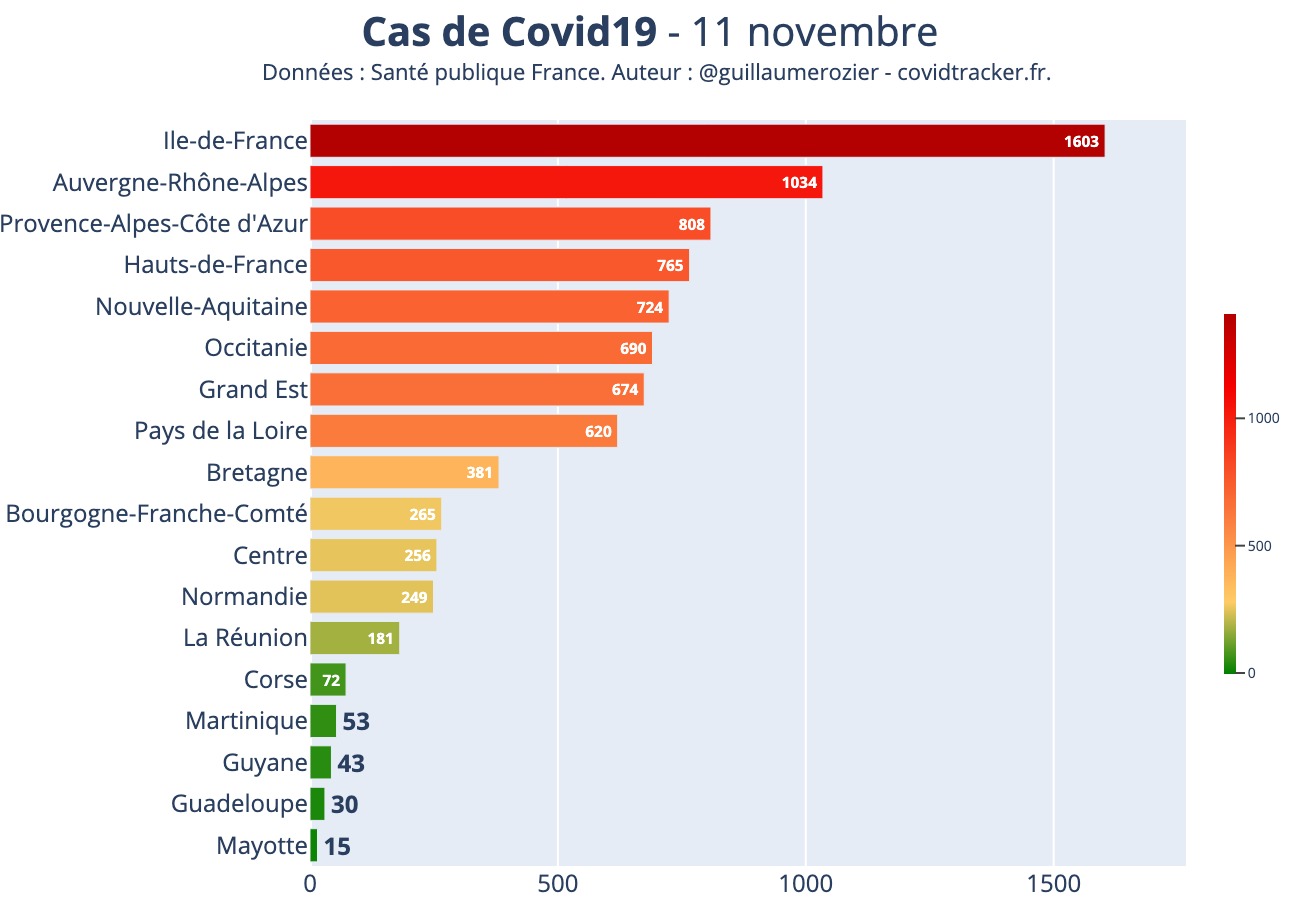 Cas de Covid19 - 11 novembre
Données : Santé publique France. Auteur : @guillaumerozier - covidtracker.fr.
Ile-de-France 1603
Auvergne-Rhône-Alpes 1034
Provence-Alpes-Côte d'Azur 808
Hauts-de-France 765
Nouvelle-Aquitaine 724
Occitanie 690
Grand Est 674
Pays de la Loire 620
Bretagne 381
Bourgogne-Franche-Comté 265
Centre 256
Normandie 249
La Réunion 181
Corse 72
Martinique 53
Guyane 43
Guadeloupe 30
Mayotte 15
0 500 1000 1500
1000
500
0